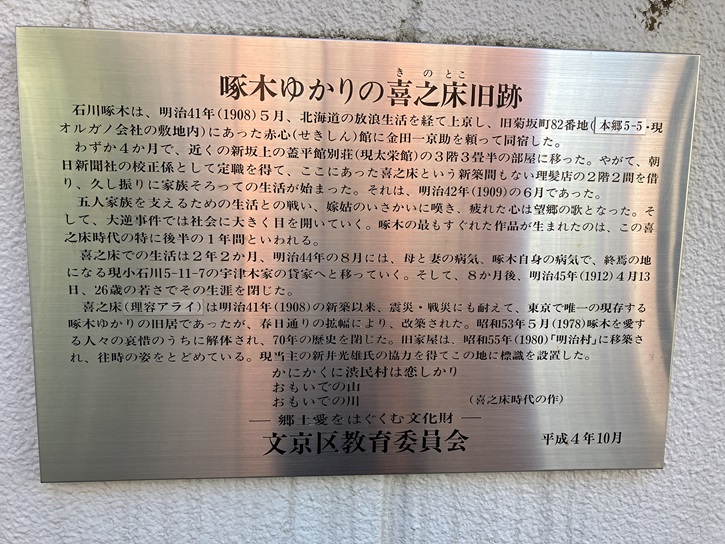 きのとこ
啄木ゆかりの喜之床旧跡
石川啄木は、明治41年(1908)5月、北海道の放浪生活を経て上京し、旧菊坂町82番地(本郷5-5・現
オルガノ会社の敷地内)にあった赤心(せきしん)館に金田一京助を頼って同宿した。
わずか4か月で、近くの新坂上の蓋平館別荘(現太栄館)の3階3畳半の部屋に移った。やがて、朝
日新聞社の校正係として定職を得て、ここにあった喜之床という新築間もない理髪店の2階2間を借
り、久し振りに家族そろっての生活が始まった。それは、明治42年(1909)の6月であった。
五人家族を支えるための生活との戦い、嫁姑のいさかいに嘆き、疲れた心は望郷の歌となった。そ
して、大逆事件では社会に大きく目を開いていく。啄木の最もすぐれた作品が生まれたのは、この喜
之床時代の特に後半の1年間といわれる。
喜之床での生活は2年2か月、明治44年の8月には、母と妻の病気、啄木自身の病気で、終焉の地
になる現小石川5-11-7の宇津木家の貸家へと移っていく。そして、8か月後、明治45年(1912)4月13
日、26歳の若さでその生涯を閉じた。
喜之床(理容アライ)は明治41年(1908)の新築以来、震災・戦災にも耐えて、東京で唯一の現存する
啄木ゆかりの旧居であったが、春日通りの拡幅により、改築された。昭和53年5月(1978)啄木を愛す
る人々の哀惜のうちに解体され、70年の歴史を閉じた。旧家屋は、昭和55年(1980)「明治村」に移築さ
れ、往時の姿をとどめている。現当主の新井光雄氏の協力を得てこの地に標識を設置した。
かにかくに渋民村は恋しかり
おもいでの山
おもいでの川 (喜之床時代の作)
―郷土愛をはぐくむ文化財―
文京区教育委員会 平成4年10月